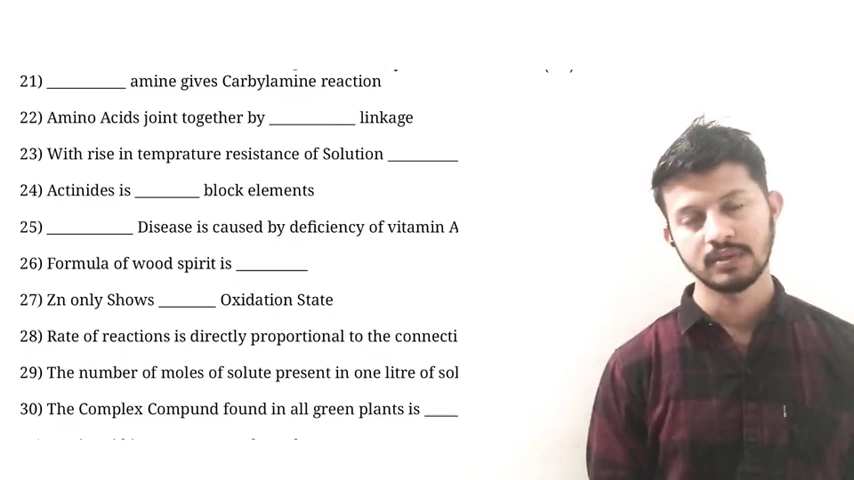 21) __________ amine gives Carbylamine reaction
22) Amino Acids joint together by ___________ linkage
23) With rise in temprature resistance of Solution _________
24) Actinides is ________ block elements
25) ___________ Disease is caused by deficiency of vitamin A
26) Formula of wood spirit is _________
27) Zn only Shows _______ Oxidation State
28) Rate of reactions is directly proportional to the connecti
29) The number of moles of solute present in one litre of sol
30) The Complex Compund found in all green plants is ____